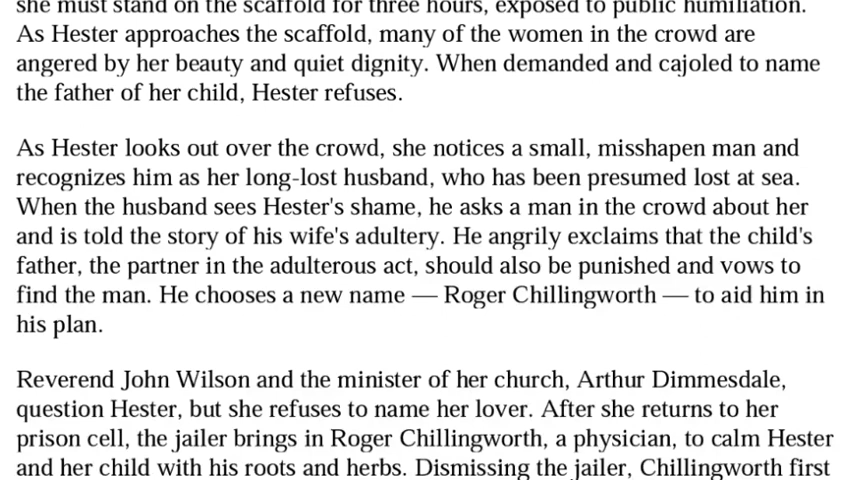 she must stand on the scaffold for three hours, exposed to public humiliation.
As Hester approaches the scaffold, many of the women in the crowd are
angered by her beauty and quiet dignity. When demanded and cajoled to name
the father of her child, Hester refuses.
As Hester looks out over the crowd, she notices a small, misshapen man and
recognizes him as her long-lost husband, who has been presumed lost at sea.
When the husband sees Hester's shame, he asks a man in the crowd about her
and is told the story of his wife's adultery. He angrily exclaims that the child's
father, the partner in the adulterous act, should also be punished and vows to
find the man. He chooses a new name — Roger Chillingworth — to aid him in
his plan.
Reverend John Wilson and the minister of her church, Arthur Dimmesdale,
question Hester, but she refuses to name her lover. After she returns to her
prison cell, the jailer brings in Roger Chillingworth, a physician, to calm Hester
and her child with his roots and herbs. Dismissing the jailer, Chillingworth first